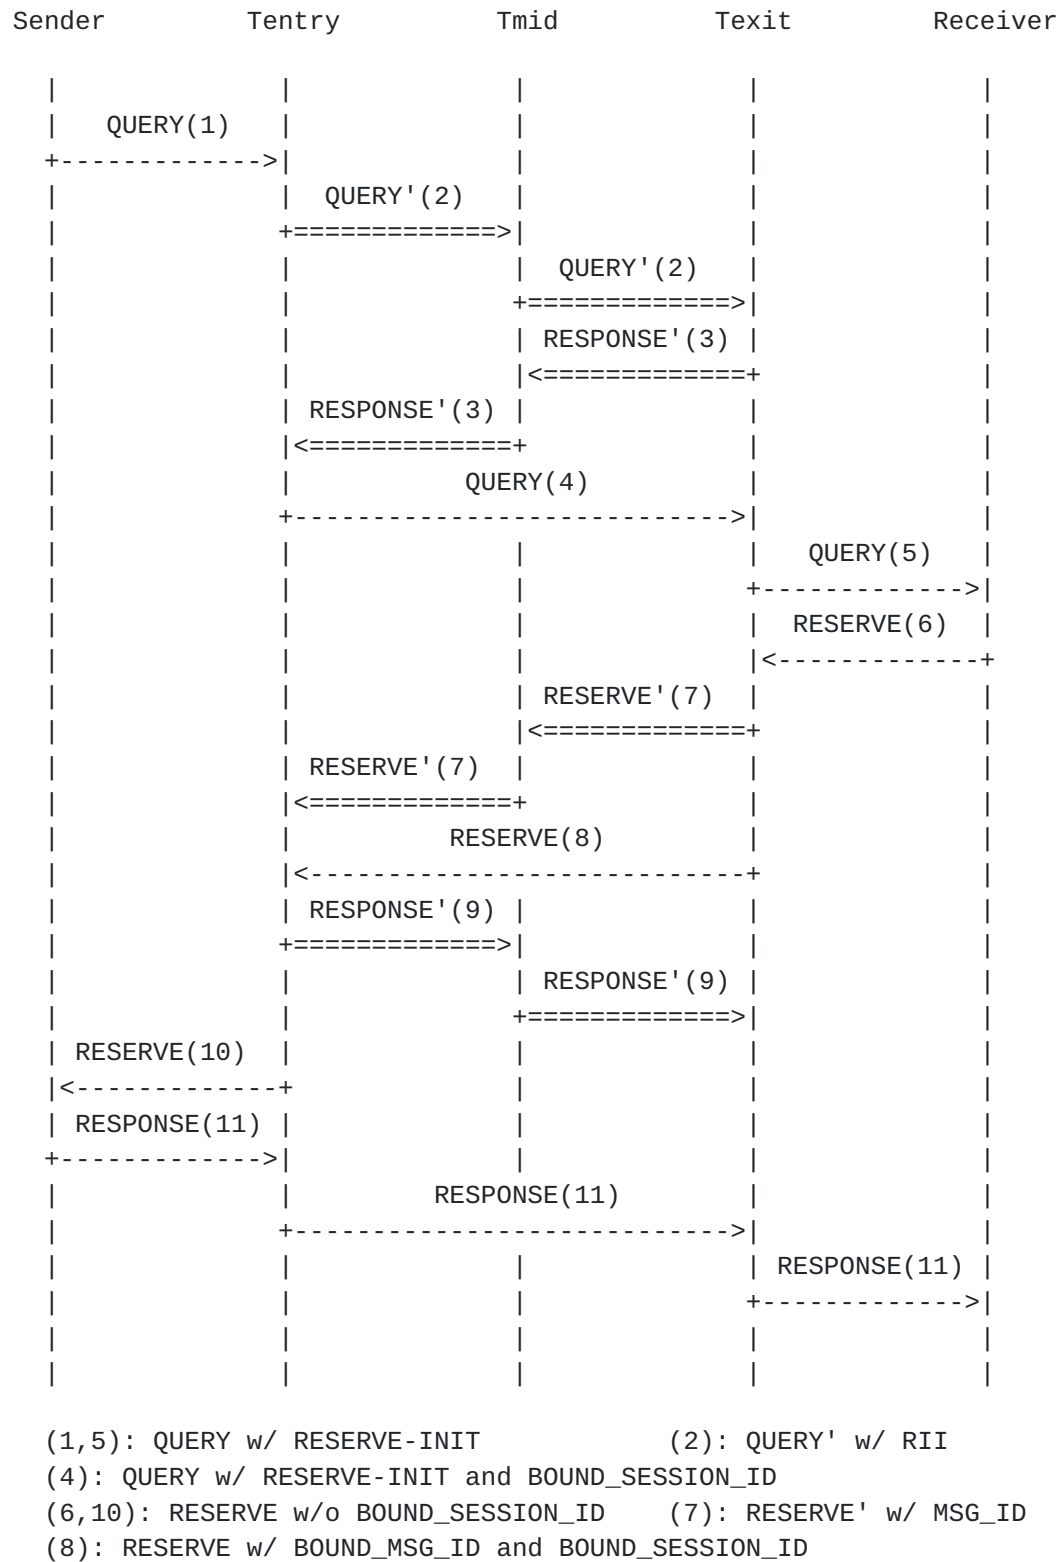 Sender Tentry Tmid Texit Receiver
QUERY(1)
QUERY'(2)
QUERY'(2)
RESPONSE'(3)
RESPONSE'(3)
QUERY(4)
QUERY(5)
RESERVE(6)
RESERVE'(7)
RESERVE'(7)
RESERVE(8)
RESPONSE'(9)
RESPONSE'(9)
RESERVE(10)
RESPONSE(11)
RESPONSE(11)
RESPONSE(11)
(1,5): QUERY w/ RESERVE-INIT (2): QUERY' w/ RII
(4): QUERY w/ RESERVE-INIT and BOUND_SESSION_ID
(6,10): RESERVE w/o BOUND_SESSION_ID (7): RESERVE' w/ MSG_ID
(8): RESERVE w/ BOUND_MSG_ID and BOUND_SESSION_ID